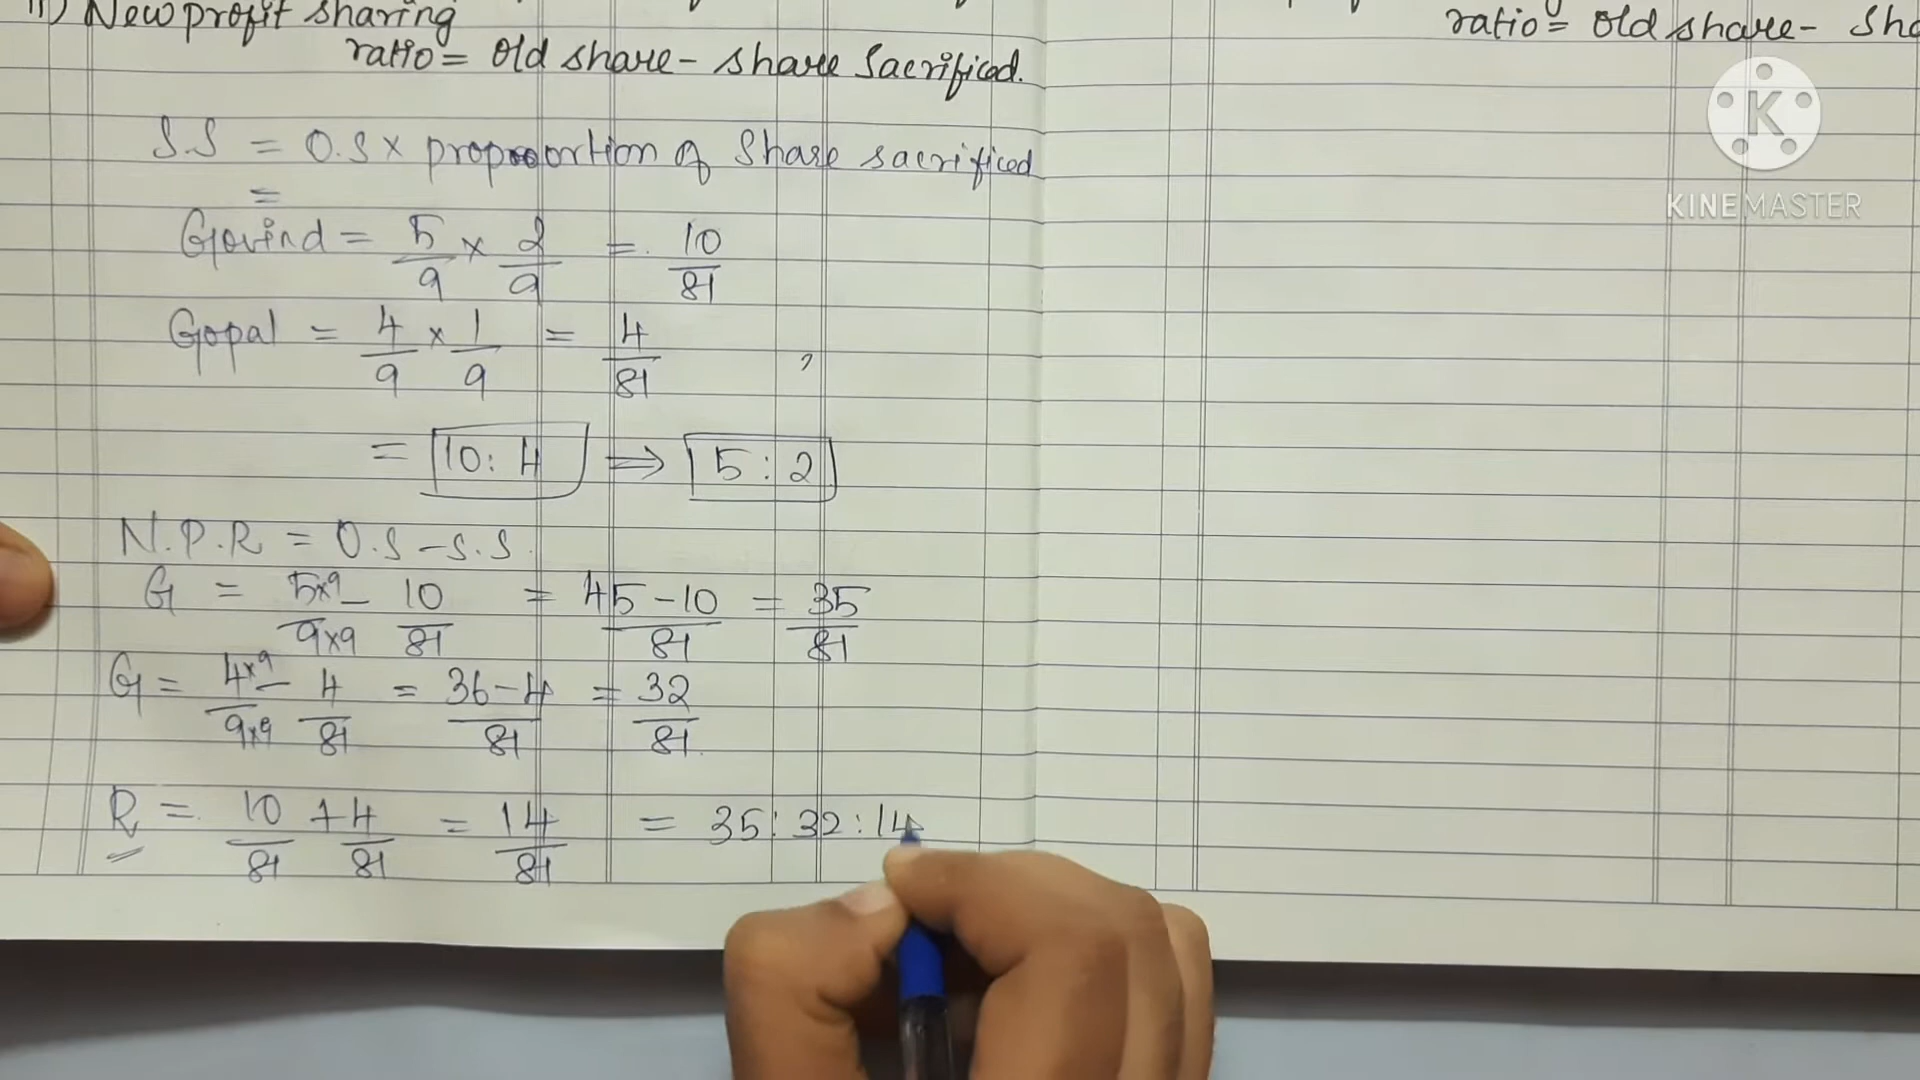 ii) New profit sharing
ratio = Old share - share Sacrificed.
S.S = O.S x proportion of Share sacrificed
=
Govind = 5/9 x 2/9 = 10/81
Gopal = 4/9 x 1/9 = 4/81 ,
= 10:4 ⇒ 5:2
N.P.R = O.S - S.S
G = 5x9/9x9 - 10/81 = 45-10/81 = 35/81
G = 4x9/9x9 - 4/81 = 36-4/81 = 32/81
R = 10/81 + 4/81 = 14/81 = 35:32:14
ratio = Old share - Sha
KINEMASTER